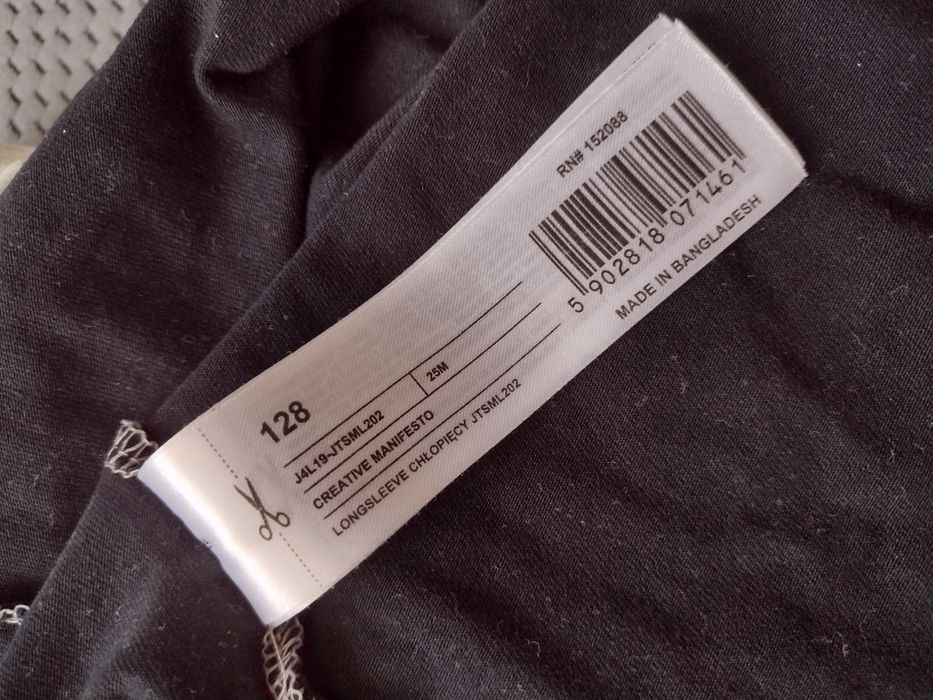 128
J4L19-JTSML202 25M
CREATIVE MANIFESTO
LONGSLEEVE CHŁOPIĘCY JTSML202
RN# 152088
5 902818 071461
MADE IN BANGLADESH